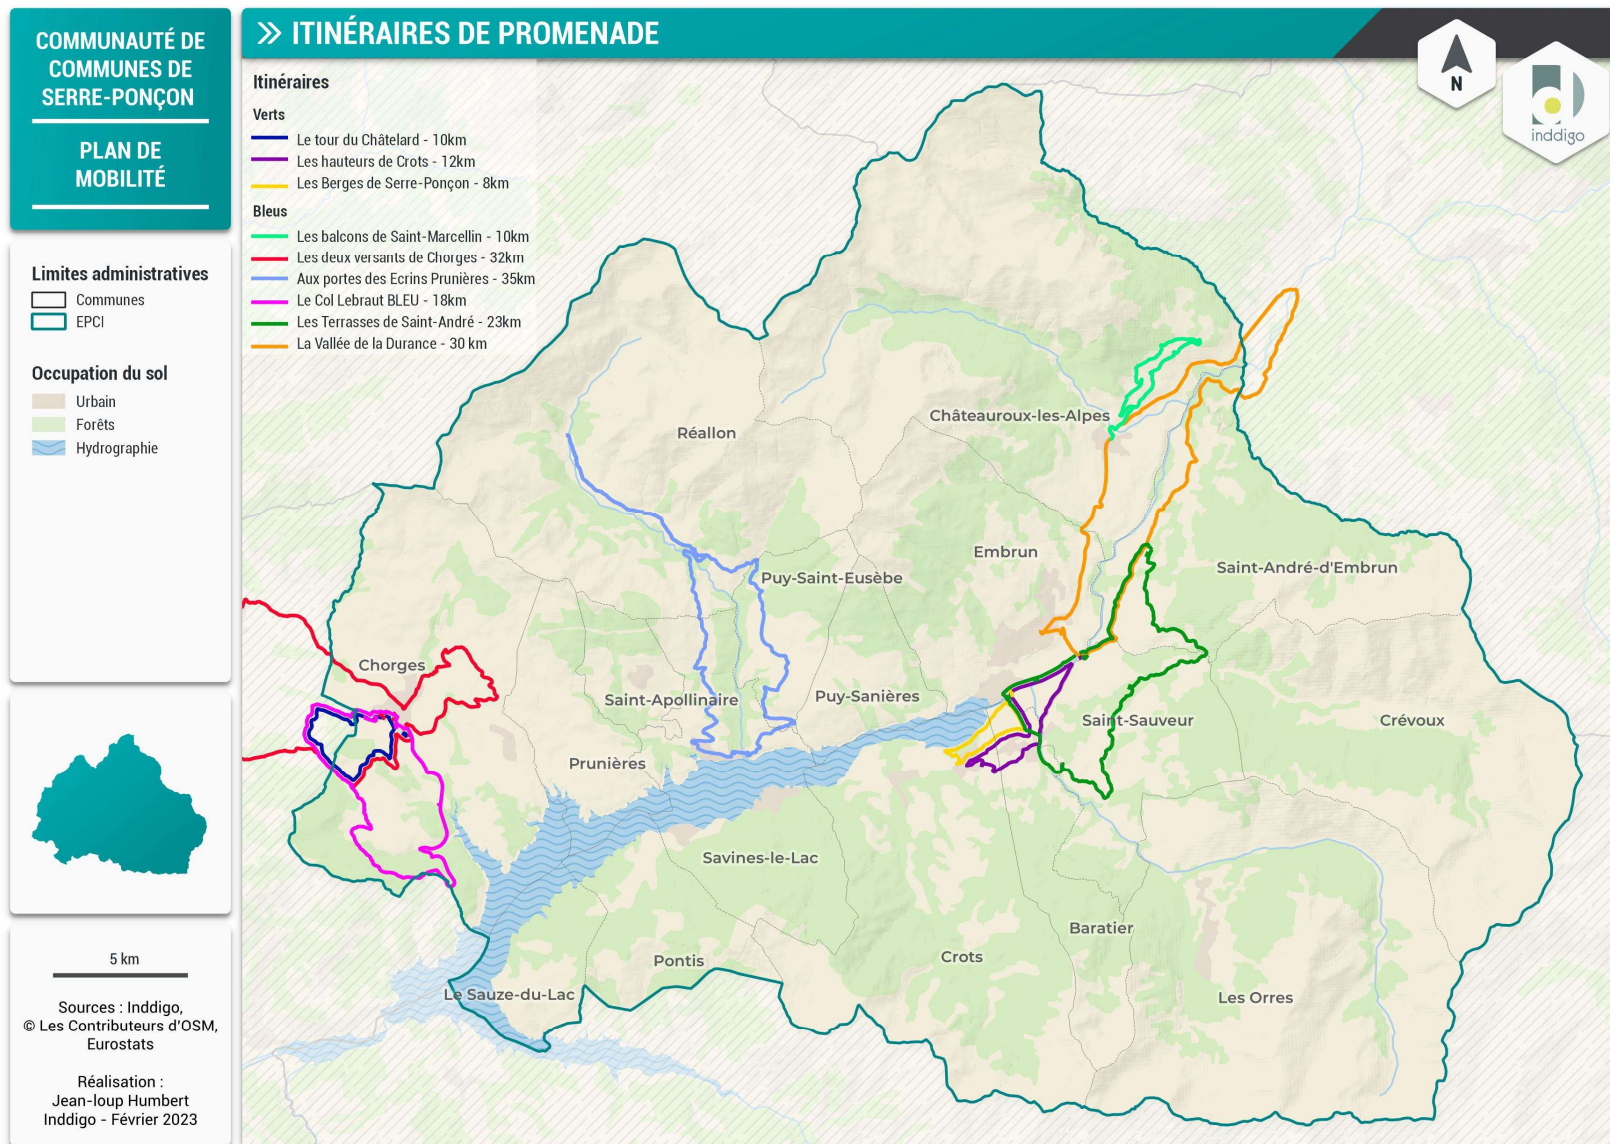 COMMUNAUTÉ DE
COMMUNES DE
SERRE-PONÇON
PLAN DE
MOBILITÉ
ITINÉRAIRES DE PROMENADE
N
inddigo
Itinéraires
Verts
Le tour du Châtelard - 10km
Les hauteurs de Crots - 12km
Les Berges de Serre-Ponçon - 8km
Bleus
Les balcons de Saint-Marcellin - 10km
Les deux versants de Chorges - 32km
Aux portes des Ecrins Prunières - 35km
Le Col Lebraut BLEU - 18km
Les Terrasses de Saint-André - 23km
La Vallée de la Durance - 30 km
Limites administratives
Communes
EPCI
Occupation du sol
Urbain
Forêts
Hydrographie
Châteauroux-les-Alpes
Réallon
Embrun
Saint-André-d'Embrun
Puy-Saint-Eusèbe
Chorges
Saint-Apollinaire
Puy-Sanières
Saint-Sauveur
Crévoux
Prunières
Savines-le-Lac
Baratier
Crots
Pontis
Le Sauze-du-Lac
Les Orres
5 km
Sources : Inddigo,
© Les Contributeurs d'OSM,
Eurostats
Réalisation :
Jean-loup Humbert
Inddigo - Février 2023